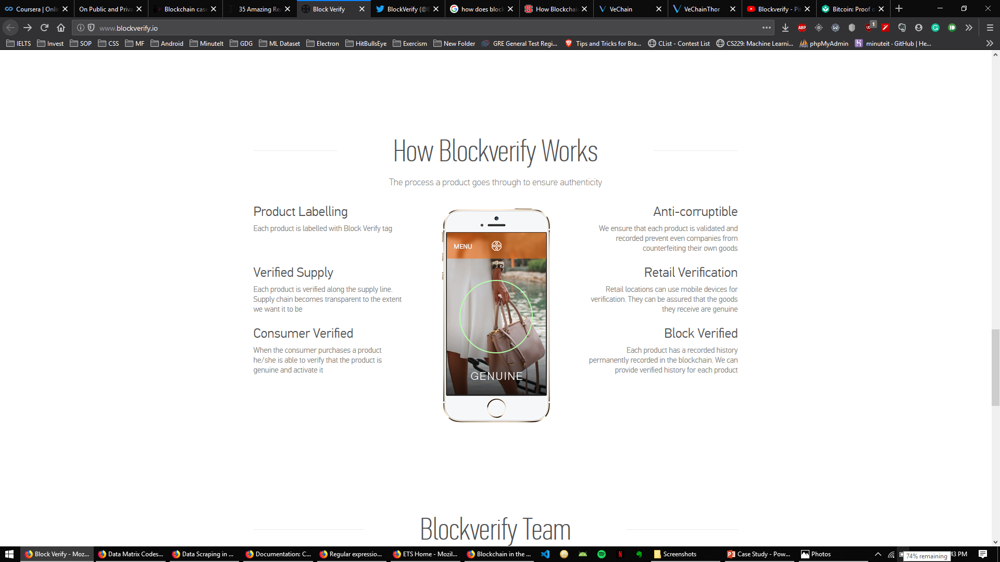 Coursera | Onlin
On Public and Priva
Blockchain cas
35 Amazing Re
Block Verify
BlockVerify (@B
how does block
How Blockchai
VeChain
VeChainThor
Blockverify - Pi
Bitcoin: Proof o
www.blockverify.io
ABP
1
IELTS
Invest
SOP
CSS
MF
Android
MinuteIt
GDG
ML Dataset
Electron
HitBullsEye
Exercism
New Folder
GRE General Test Regi...
Tips and Tricks for Bra...
CList - Contest List
CS229: Machine Learni...
phpMyAdmin
minuteit · GitHub | He...
How Blockverify Works
The process a product goes through to ensure authenticity
Product Labelling
Each product is labelled with Block Verify tag
Verified Supply
Each product is verified along the supply line.
Supply chain becomes transparent to the extent
we want it to be
Consumer Verified
When the consumer purchases a product
he/she is able to verify that the product is
genuine and activate it
MENU
GENUINE
Anti-corruptible
We ensure that each product is validated and
recorded prevent even companies from
counterfeiting their own goods
Retail Verification
Retail locations can use mobile devices for
verification. They can be assured that the goods
they receive are genuine
Block Verified
Each product has a recorded history
permanently recorded in the blockchain. We can
provide verified history for each product
Blockverify Team
Block Verify - Moz...
Data Matrix Codes...
Data Scraping in ...
Documentation: C...
Regular expressio...
ETS Home - Mozil...
Blockchain in the ...
Screenshots
Case Study - Pow...
Photos
43 PM
74% remaining